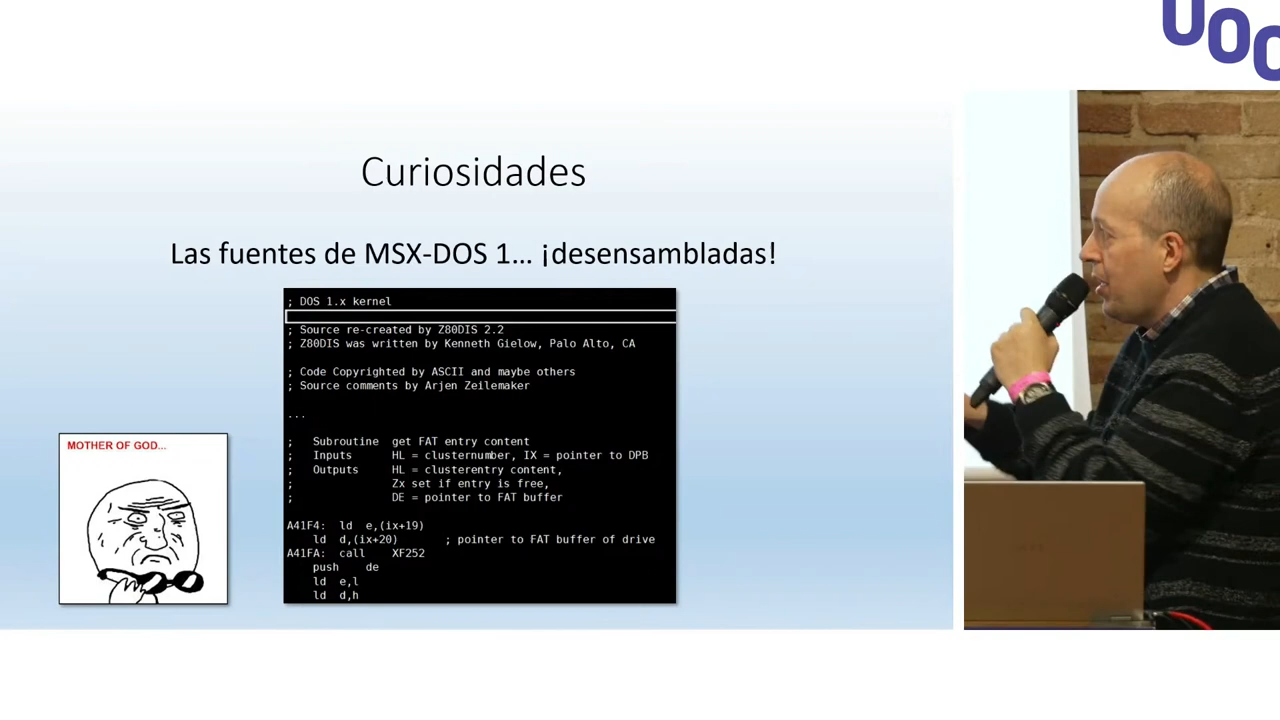 UOC
Curiosidades
Las fuentes de MSX-DOS 1... ¡desensambladas!
; DOS 1.x kernel
; Source re-created by Z80DIS 2.2
; Z80DIS was written by Kenneth Gielow, Palo Alto, CA
; Code Copyrighted by ASCII and maybe others
; Source comments by Arjen Zeilemaker
...
; Subroutine get FAT entry content
; Inputs HL = clusternumber, IX = pointer to DPB
; Outputs HL = clusterentry content,
; Zx set if entry is free,
; DE = pointer to FAT buffer
A41F4: ld e,(ix+19)
ld d,(ix+20) ; pointer to FAT buffer of drive
A41FA: call XF252
push de
ld e,l
ld d,h
MOTHER OF GOD...